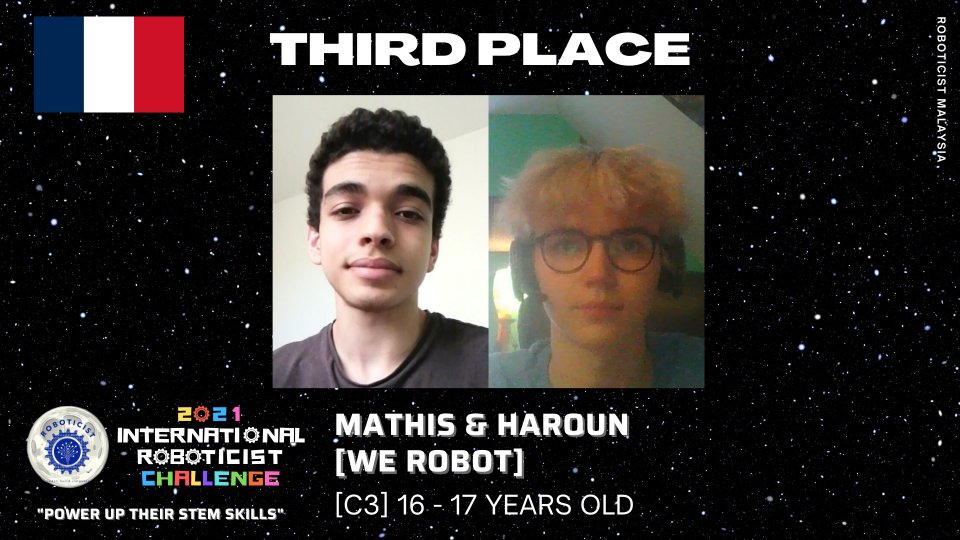 THIRD PLACE
ROBOTICIST MALAYSIA
ROBOTICIST
2021
INTERNATIONAL
ROBOTICIST
CHALLENGE
"POWER UP THEIR STEM SKILLS"
MATHIS & HAROUN
[WE ROBOT]
[C3] 16 - 17 YEARS OLD